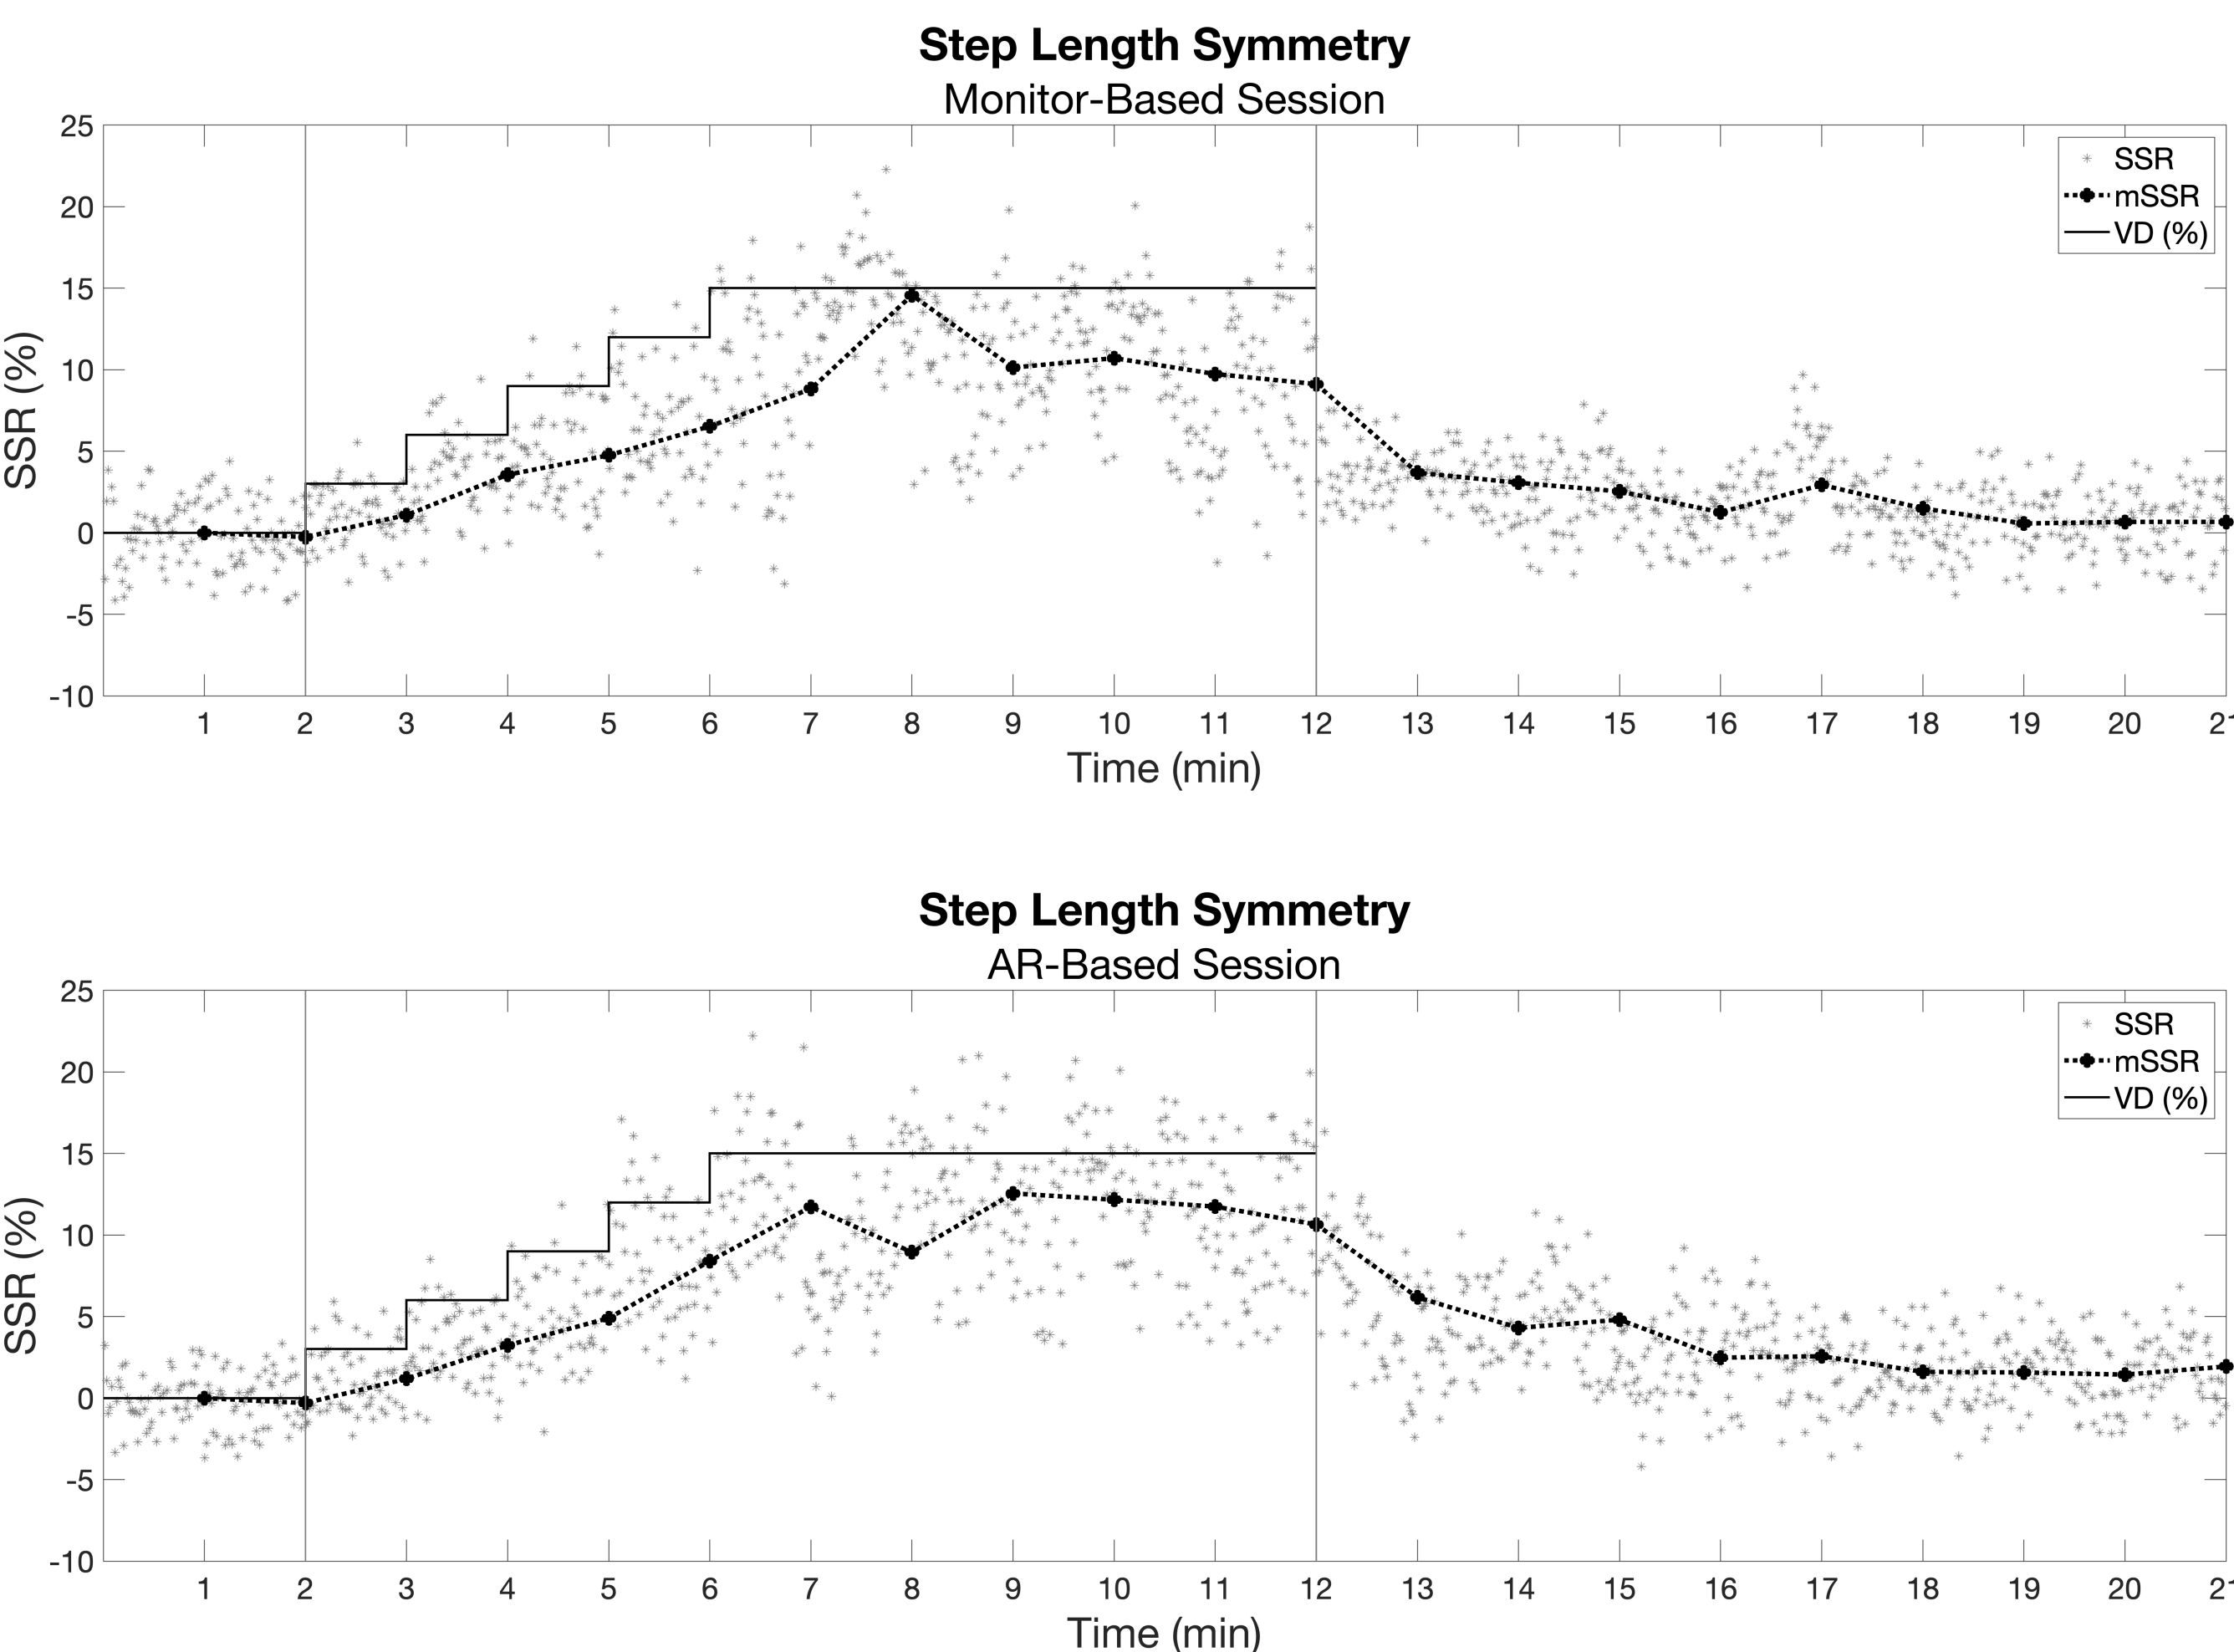 Step Length Symmetry
Monitor-Based Session
25
20
15
10
5
0
-5
-10
SSR (%)
SSR
mSSR
VD (%)
1 2 3 4 5 6 7 8 9 10 11 12 13 14 15 16 17 18 19 20 21
Time (min)
Step Length Symmetry
AR-Based Session
25
20
15
10
5
0
-5
-10
SSR (%)
SSR
mSSR
VD (%)
1 2 3 4 5 6 7 8 9 10 11 12 13 14 15 16 17 18 19 20 21
Time (min)